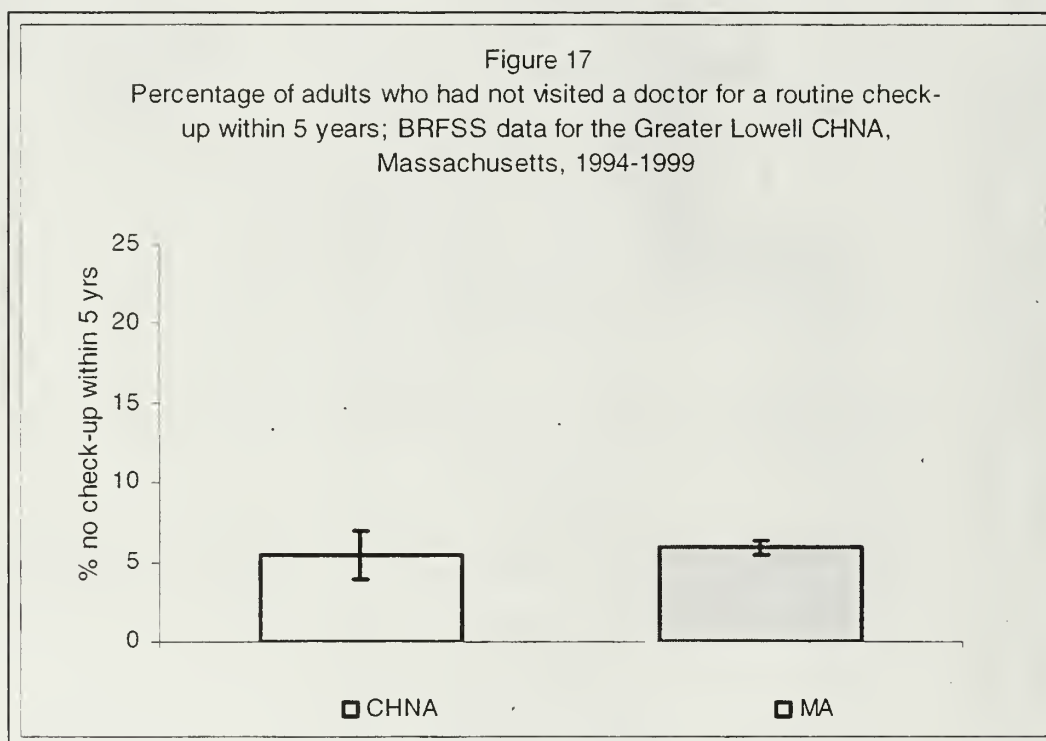 Figure 17
Percentage of adults who had not visited a doctor for a routine check-
up within 5 years; BRFSS data for the Greater Lowell CHNA,
Massachusetts, 1994-1999
% no check-up within 5 yrs
25
20
15
10
5
0
CHNA
MA